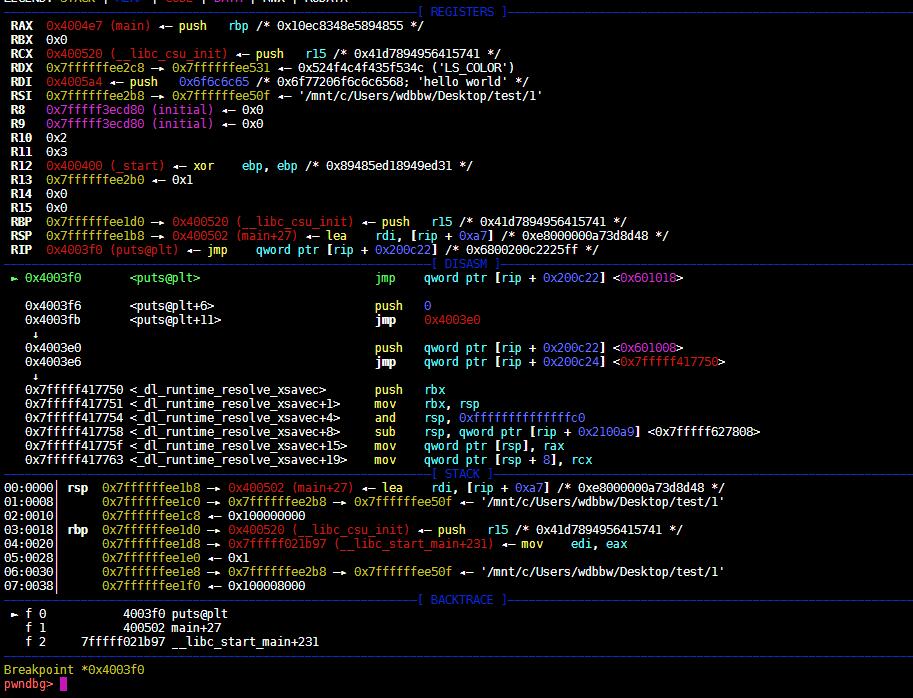 LEGEND: STACK | HEAP | CODE | DATA | RWX | RODATA
[ REGISTERS ]
RAX 0x4004e7 (main) ◂— push rbp /* 0x10ec8348e5894855 */
RBX 0x0
RCX 0x400520 (__libc_csu_init) ◂— push r15 /* 0x41d7894956415741 */
RDX 0x7ffffffee2c8 —▸ 0x7ffffffee531 ◂— 0x524f4c4f435f534c ('LS_COLOR')
RDI 0x4005a4 ◂— push 0x6f6c6c65 /* 0x6f77206f6c6c6568; 'hello world' */
RSI 0x7ffffffee2b8 —▸ 0x7ffffffee50f ◂— '/mnt/c/Users/wdbbw/Desktop/test/1'
R8 0x7fffff3ecd80 (initial) ◂— 0x0
R9 0x7fffff3ecd80 (initial) ◂— 0x0
R10 0x2
R11 0x3
R12 0x400400 (_start) ◂— xor ebp, ebp /* 0x89485ed18949ed31 */
R13 0x7ffffffee2b0 ◂— 0x1
R14 0x0
R15 0x0
RBP 0x7ffffffee1d0 —▸ 0x400520 (__libc_csu_init) ◂— push r15 /* 0x41d7894956415741 */
RSP 0x7ffffffee1b8 —▸ 0x400502 (main+27) ◂— lea rdi, [rip + 0xa7] /* 0xe8000000a73d8d48 */
RIP 0x4003f0 (puts@plt) ◂— jmp qword ptr [rip + 0x200c22] /* 0x6800200c2225ff */
[ DISASM ]
► 0x4003f0 <puts@plt> jmp qword ptr [rip + 0x200c22] <0x601018>
0x4003f6 <puts@plt+6> push 0
0x4003fb <puts@plt+11> jmp 0x4003e0
↓
0x4003e0 push qword ptr [rip + 0x200c22] <0x601008>
0x4003e6 jmp qword ptr [rip + 0x200c24] <0x7fffff417750>
↓
0x7fffff417750 <_dl_runtime_resolve_xsavec> push rbx
0x7fffff417751 <_dl_runtime_resolve_xsavec+1> mov rbx, rsp
0x7fffff417754 <_dl_runtime_resolve_xsavec+4> and rsp, 0xffffffffffffffc0
0x7fffff417758 <_dl_runtime_resolve_xsavec+8> sub rsp, qword ptr [rip + 0x2100a9] <0x7fffff627808>
0x7fffff41775f <_dl_runtime_resolve_xsavec+15> mov qword ptr [rsp], rax
0x7fffff417763 <_dl_runtime_resolve_xsavec+19> mov qword ptr [rsp + 8], rcx
[ STACK ]
00:0000│ rsp 0x7ffffffee1b8 —▸ 0x400502 (main+27) ◂— lea rdi, [rip + 0xa7] /* 0xe8000000a73d8d48 */
01:0008│ 0x7ffffffee1c0 —▸ 0x7ffffffee2b8 —▸ 0x7ffffffee50f ◂— '/mnt/c/Users/wdbbw/Desktop/test/1'
02:0010│ 0x7ffffffee1c8 ◂— 0x100000000
03:0018│ rbp 0x7ffffffee1d0 —▸ 0x400520 (__libc_csu_init) ◂— push r15 /* 0x41d7894956415741 */
04:0020│ 0x7ffffffee1d8 —▸ 0x7fffff021b97 (__libc_start_main+231) ◂— mov edi, eax
05:0028│ 0x7ffffffee1e0 ◂— 0x1
06:0030│ 0x7ffffffee1e8 —▸ 0x7ffffffee2b8 —▸ 0x7ffffffee50f ◂— '/mnt/c/Users/wdbbw/Desktop/test/1'
07:0038│ 0x7ffffffee1f0 ◂— 0x100008000
[ BACKTRACE ]
► f 0 4003f0 puts@plt
f 1 400502 main+27
f 2 7fffff021b97 __libc_start_main+231
Breakpoint *0x4003f0
pwndbg>